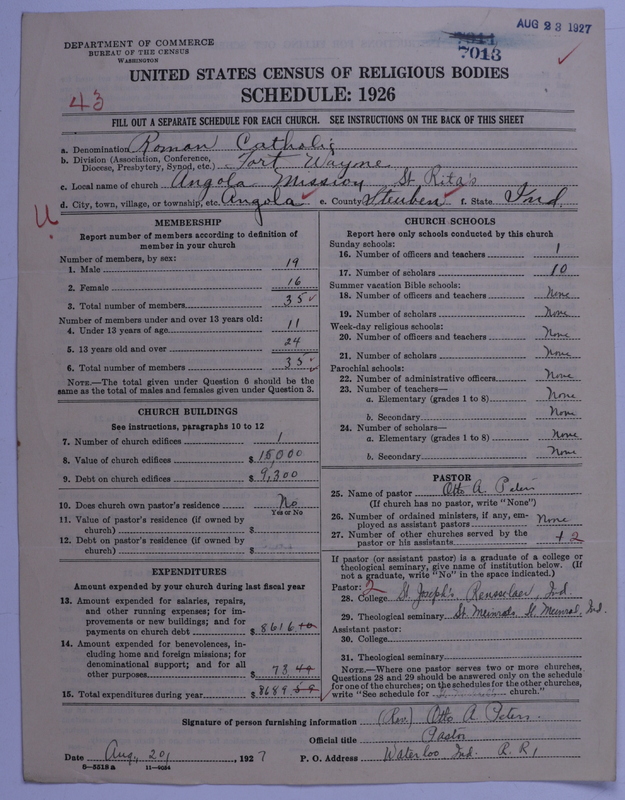 AUG 23 1927
7013
DEPARTMENT OF COMMERCE
BUREAU OF THE CENSUS
WASHINGTON
UNITED STATES CENSUS OF RELIGIOUS BODIES
SCHEDULE: 1926
43
FILL OUT A SEPARATE SCHEDULE FOR EACH CHURCH. SEE INSTRUCTIONS ON THE BACK OF THIS SHEET
a. Denomination Roman Catholic
b. Division (Association, Conference, Diocese, Presbytery, Synod, etc.) Fort Wayne
c. Local name of church Angola Mission St Rita's
d. City, town, village, or township, etc. Angola e. County Steuben f. State Ind.
U.
MEMBERSHIP
Report number of members according to definition of
member in your church
Number of members, by sex:
1. Male 19
2. Female 16
3. Total number of members 35
Number of members under and over 13 years old:
4. Under 13 years of age 11
5. 13 years old and over 24
6. Total number of members 35
NOTE.—The total given under Question 6 should be
same as the total of males and females given under Question 3.
CHURCH BUILDINGS
See instructions, paragraphs 10 to 12
7. Number of church edifices 1
8. Value of church edifices $ 15000
9. Debt on church edifices $ 9,300
10. Does church own pastor's residence No
Yes or No
11. Value of pastor's residence (if owned by
church) $
12. Debt on pastor's residence (if owned by
church) $
EXPENDITURES
Amount expended by your church during last fiscal year
13. Amount expended for salaries, repairs,
and other running expenses; for im-
provements or new buildings; and for
payments on church debt $ 8616 10
14. Amount expended for benevolences, in-
cluding home and foreign missions; for
denominational support; and for all
other purposes $ 73 49
15. Total expenditures during year $ 8689 59
CHURCH SCHOOLS
Report here only schools conducted by this church
Sunday schools:
16. Number of officers and teachers 1
17. Number of scholars 10
Summer vacation Bible schools:
18. Number of officers and teachers None
19. Number of scholars None
Week-day religious schools:
20. Number of officers and teachers None
21. Number of scholars None
Parochial schools:
22. Number of administrative officers None
23. Number of teachers—
a. Elementary (grades 1 to 8) None
b. Secondary None
24. Number of scholars—
a. Elementary (grades 1 to 8) None
b. Secondary None
PASTOR
25. Name of pastor Otto A. Peters
(If church has no pastor, write "None")
26. Number of ordained ministers, if any, em-
ployed as assistant pastors None
27. Number of other churches served by the
pastor or his assistants 2
If pastor (or assistant pastor) is a graduate of a college or
theological seminary, give name of institution below. (If
not a graduate, write "No" in the space indicated.)
Pastor: 2
28. College St Joseph's Rensselaer, Ind.
29. Theological seminary St. Meinrads St. Meinrad, Ind.
Assistant pastor:
30. College
31. Theological seminary
NOTE.—Where one pastor serves two or more churches,
Questions 28 and 29 should be answered only on the schedule
for one of the churches; on the schedules for the other churches,
write "See schedule for church."
Signature of person furnishing information (Rev) Otto A. Peters.
Official title Pastor
Date Aug, 20, 1927 P. O. Address Waterloo, Ind. R. R 1
8—5518a 11—9034